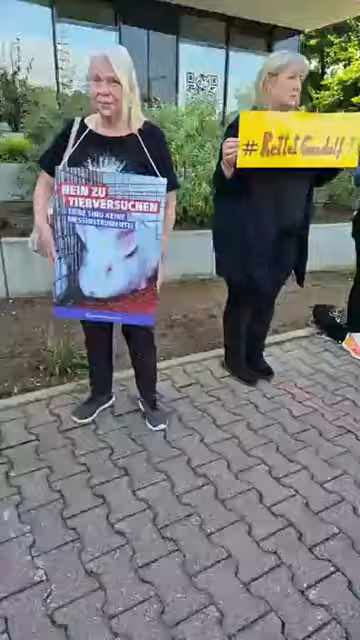 NEIN ZU
TIERVERSUCHEN
TIERE SIND KEINE
MESSINSTRUMENTE!
#Rettet Gandalf